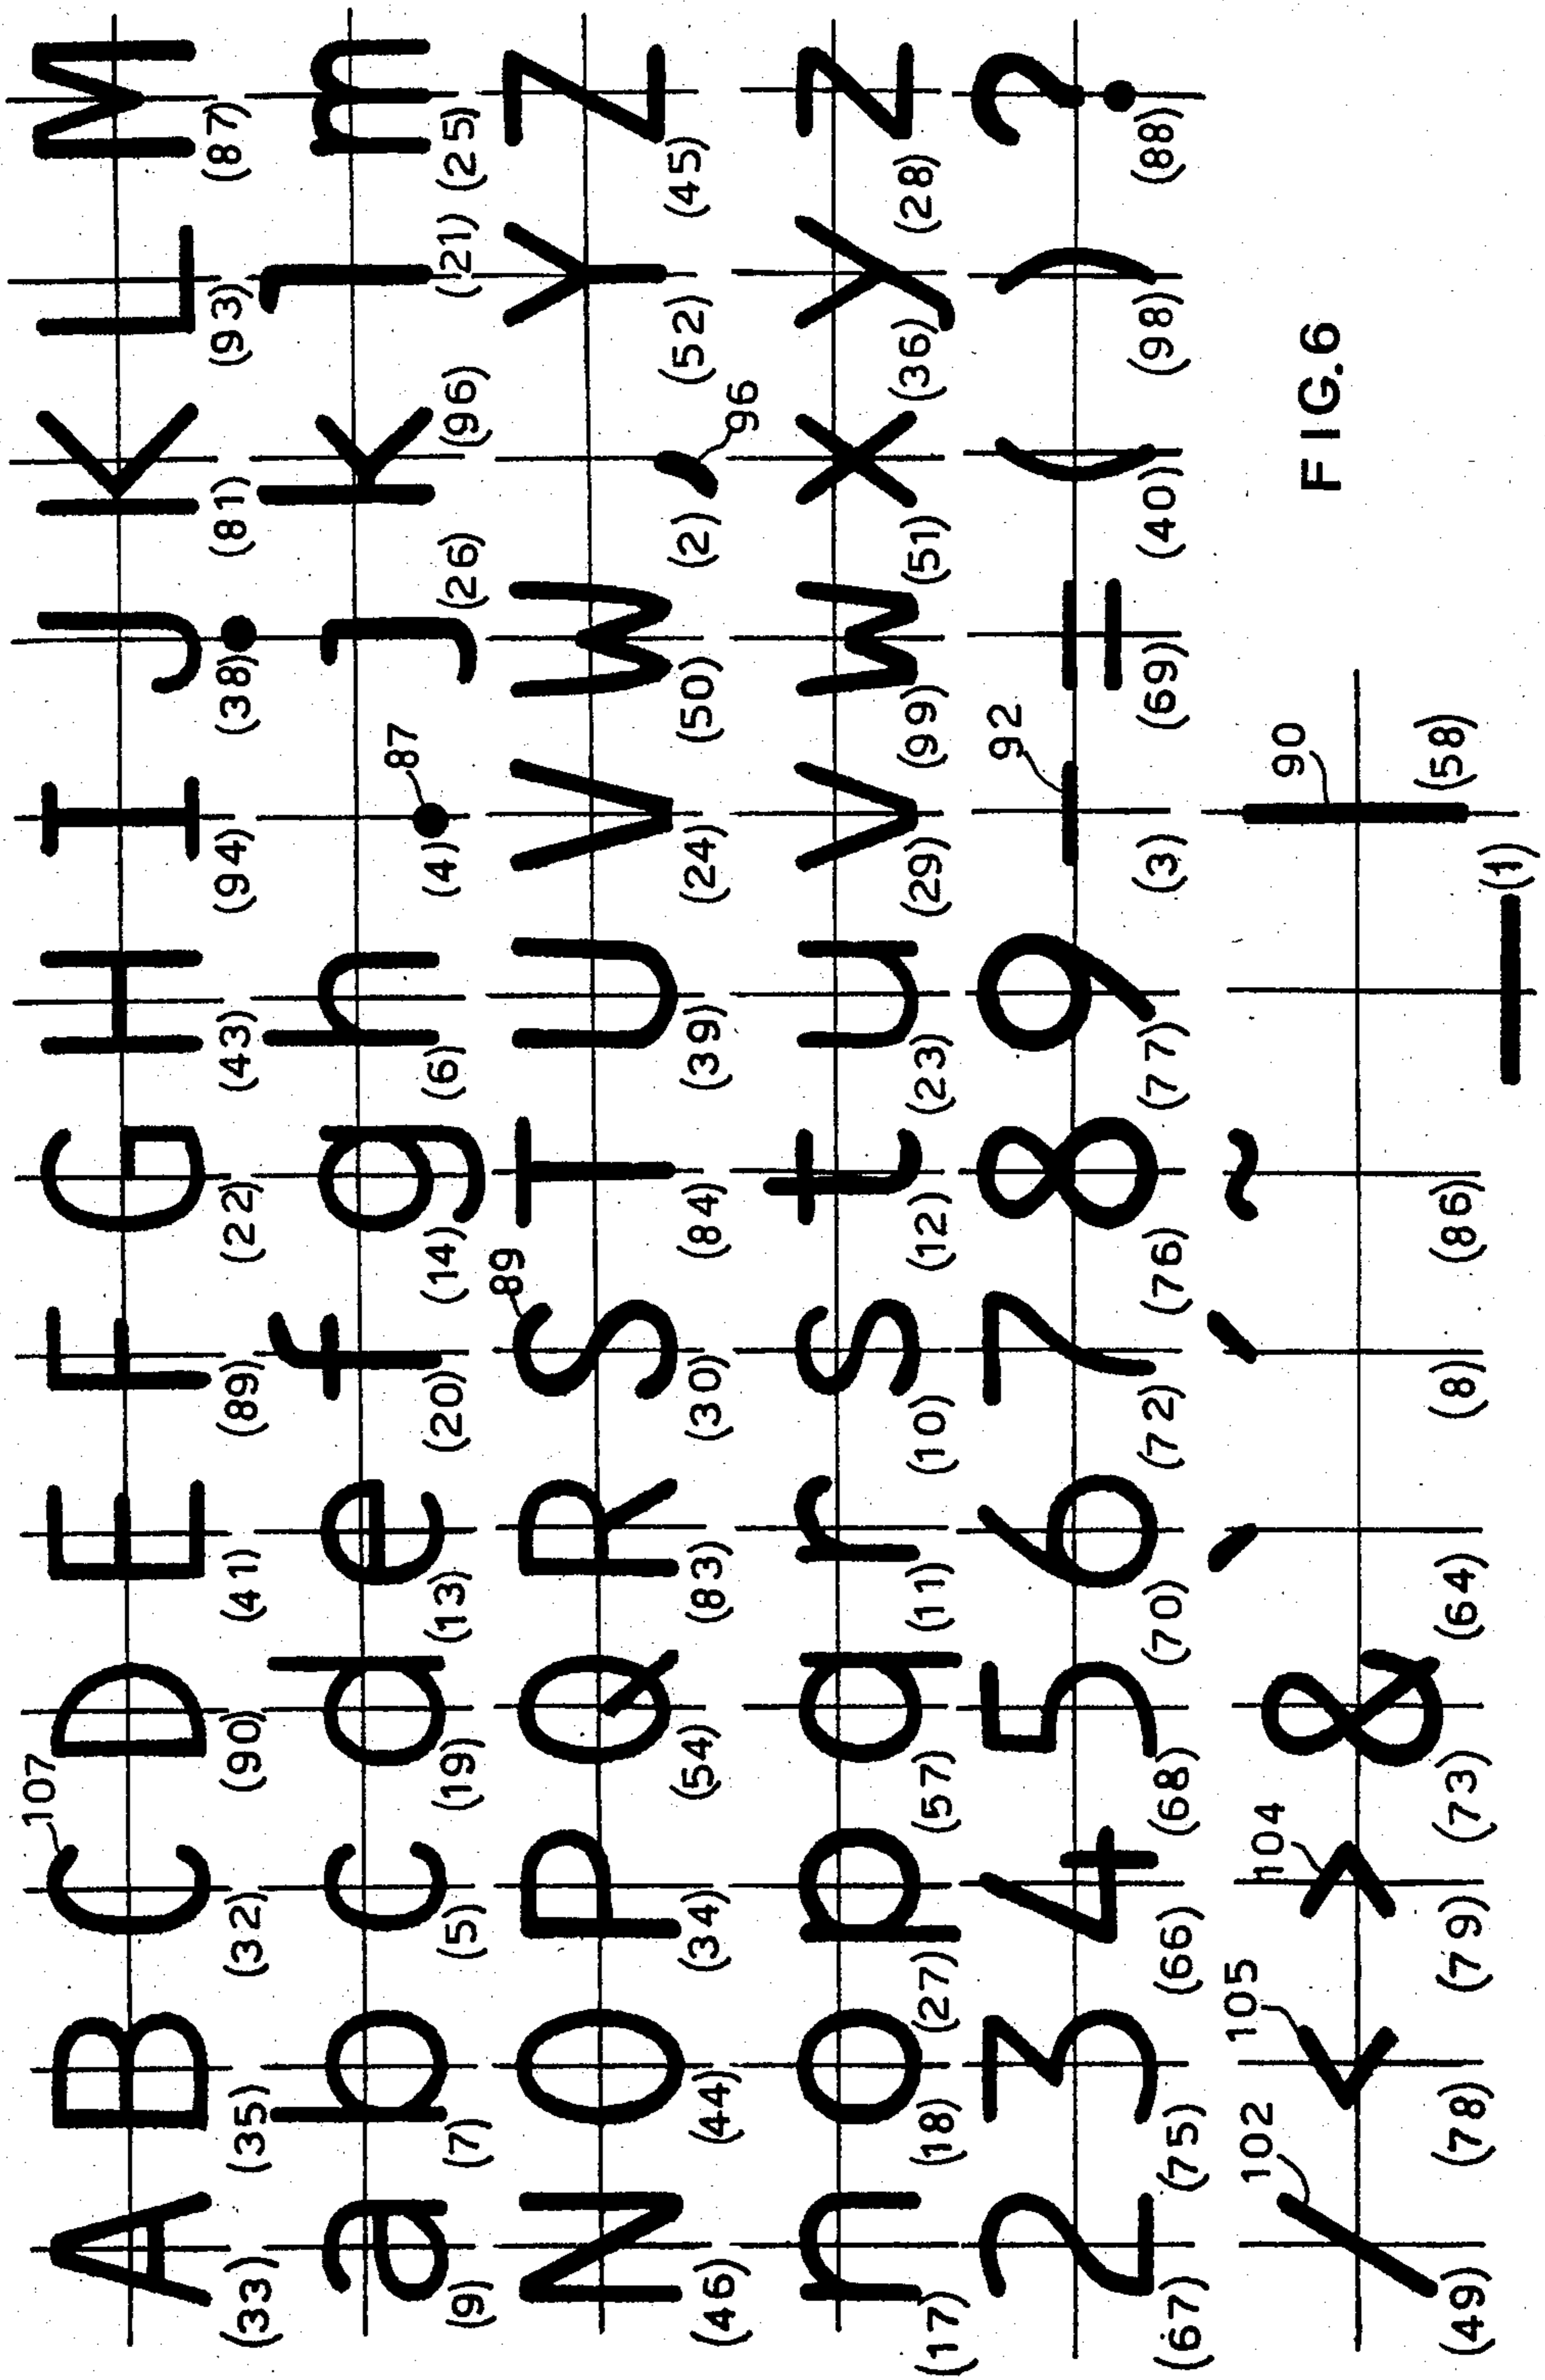 107
A B C D E F G H I J K L M
(33) (35) (32) (90) (41) (89) (22) (43) (94) (38) (81) (93) (87)
87
a b c d e f g h . j k l m
(9) (7) (5) (19) (13) (20) (14) (6) (4) (26) (96) (21) (25)
89
N O P Q R S T U V W , Y Z
(46) (44) (34) (54) (83) (30) (84) (39) (24) (50) (2) (52) (45)
96
n o p q r s t u v w x y z
(17) (18) (27) (57) (11) (10) (12) (23) (29) (99) (51) (36) (28)
92
2 3 4 5 6 7 8 9 - = ( ) ?
(67) (75) (66) (68) (70) (72) (76) (77) (3) (69) (40) (98) (88)
102 105 104 90
/ < > & ` ´ ~ _ |
(49) (78) (79) (73) (64) (8) (86) (1) (58)
FIG.6